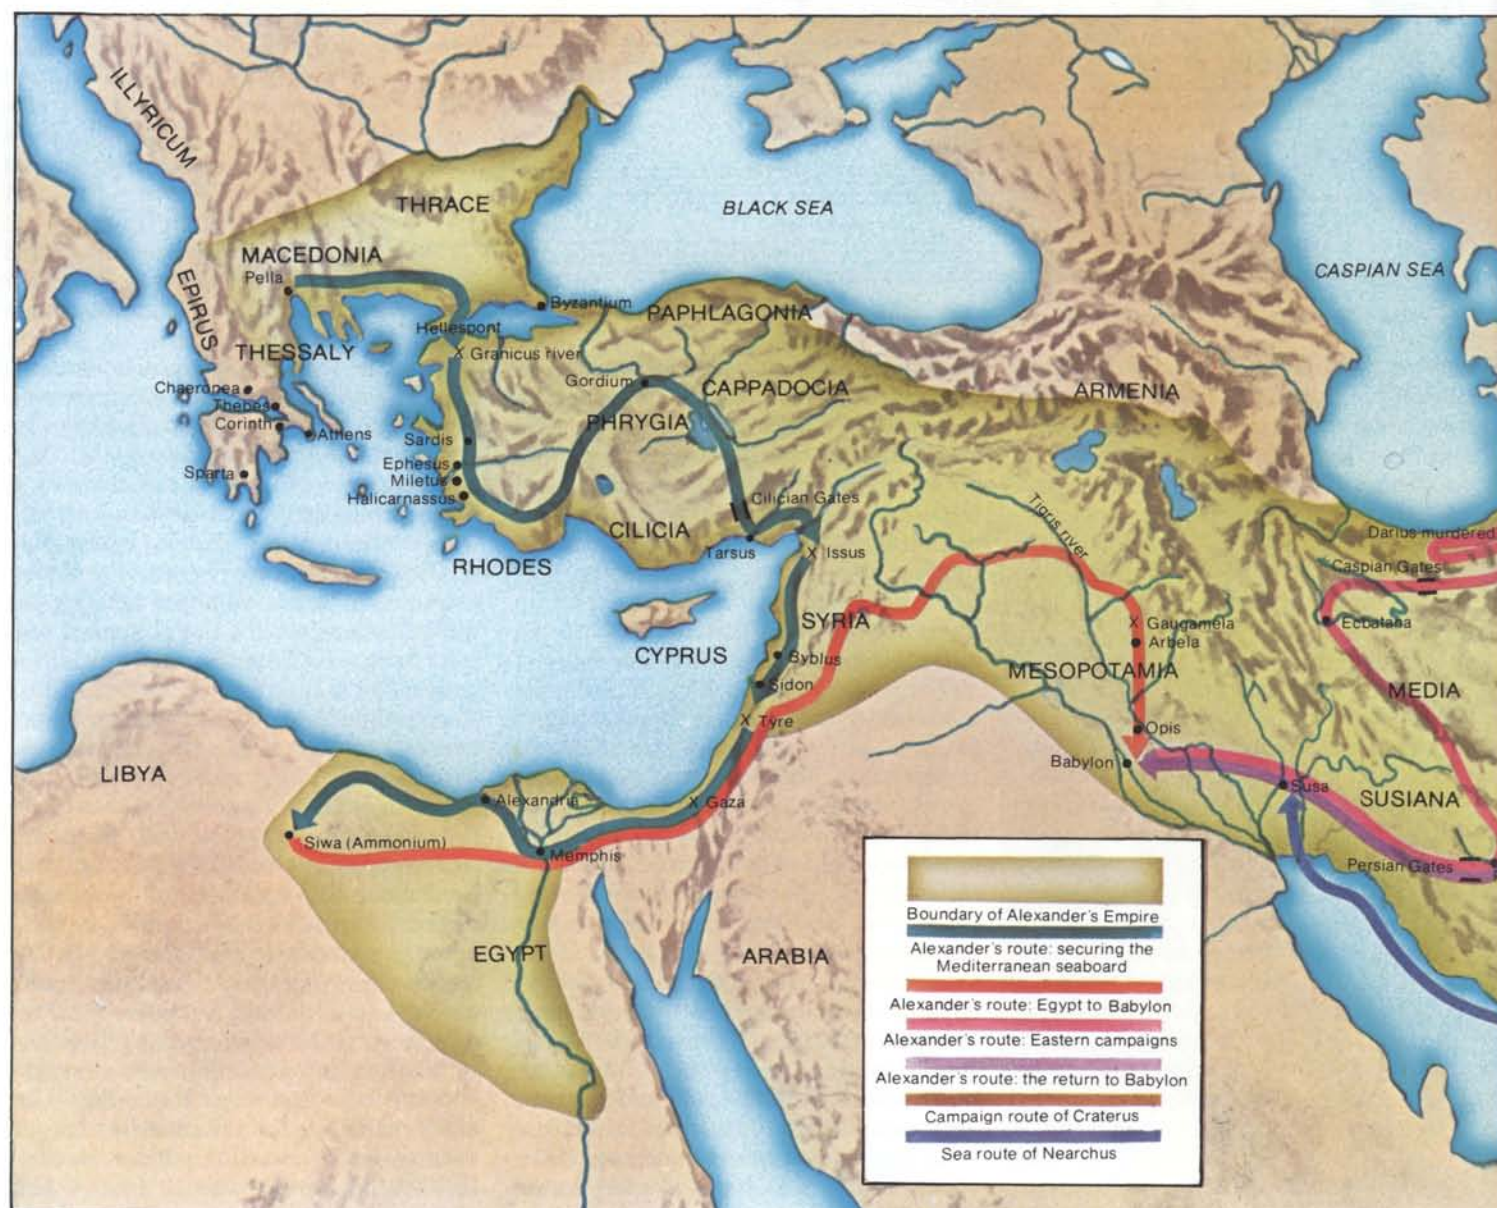 ILLYRICUM
THRACE
BLACK SEA
CASPIAN SEA
MACEDONIA
Pella
EPIRUS
Byzantium
PAPHLAGONIA
Hellespont
THESSALY
Granicus river
Gordium
CAPPADOCIA
ARMENIA
Chaeronea
Thebes
Corinth
Athens
PHRYGIA
Sardis
Sparta
Ephesus
Miletus
Halicarnassus
Cilician Gates
CILICIA
Tarsus
Issus
Tigris river
Darius murdered
Caspian Gates
RHODES
SYRIA
Gaugamela
Arbela
Ecbatana
CYPRUS
Byblus
Sidon
MESOPOTAMIA
MEDIA
Tyre
Opis
Babylon
LIBYA
Alexandria
Gaza
Susa
SUSIANA
Siwa (Ammonium)
Memphis
Persian Gates
EGYPT
ARABIA
Boundary of Alexander's Empire
Alexander's route: securing the
Mediterranean seaboard
Alexander's route: Egypt to Babylon
Alexander's route: Eastern campaigns
Alexander's route: the return to Babylon
Campaign route of Craterus
Sea route of Nearchus